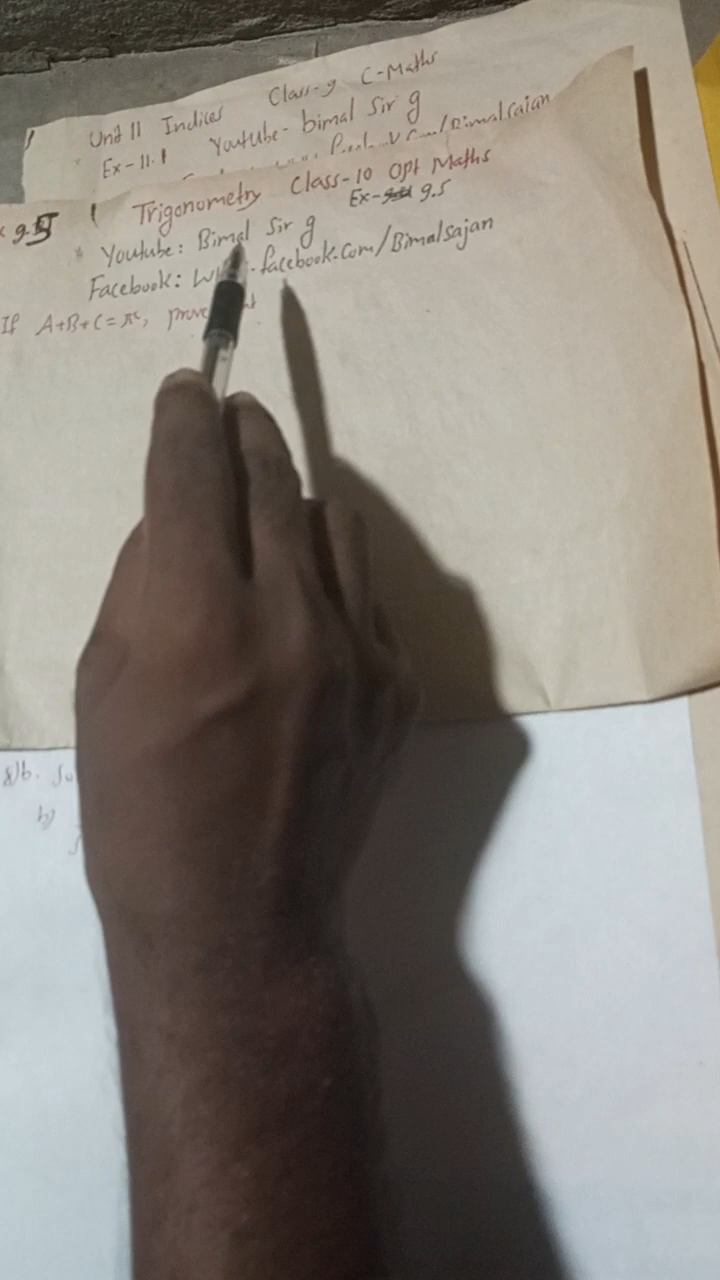 Unit 11 Indices Class-9 C-Maths
Ex-11.1 Youtube- bimal Sir g
Trigonometry Class-10 Opt Maths
9.5 Ex- 9.5
* Youtube: Bimal Sir g
Facebook: facebook.com/Bimalsajan
If A+B+C=πc, prove
b)